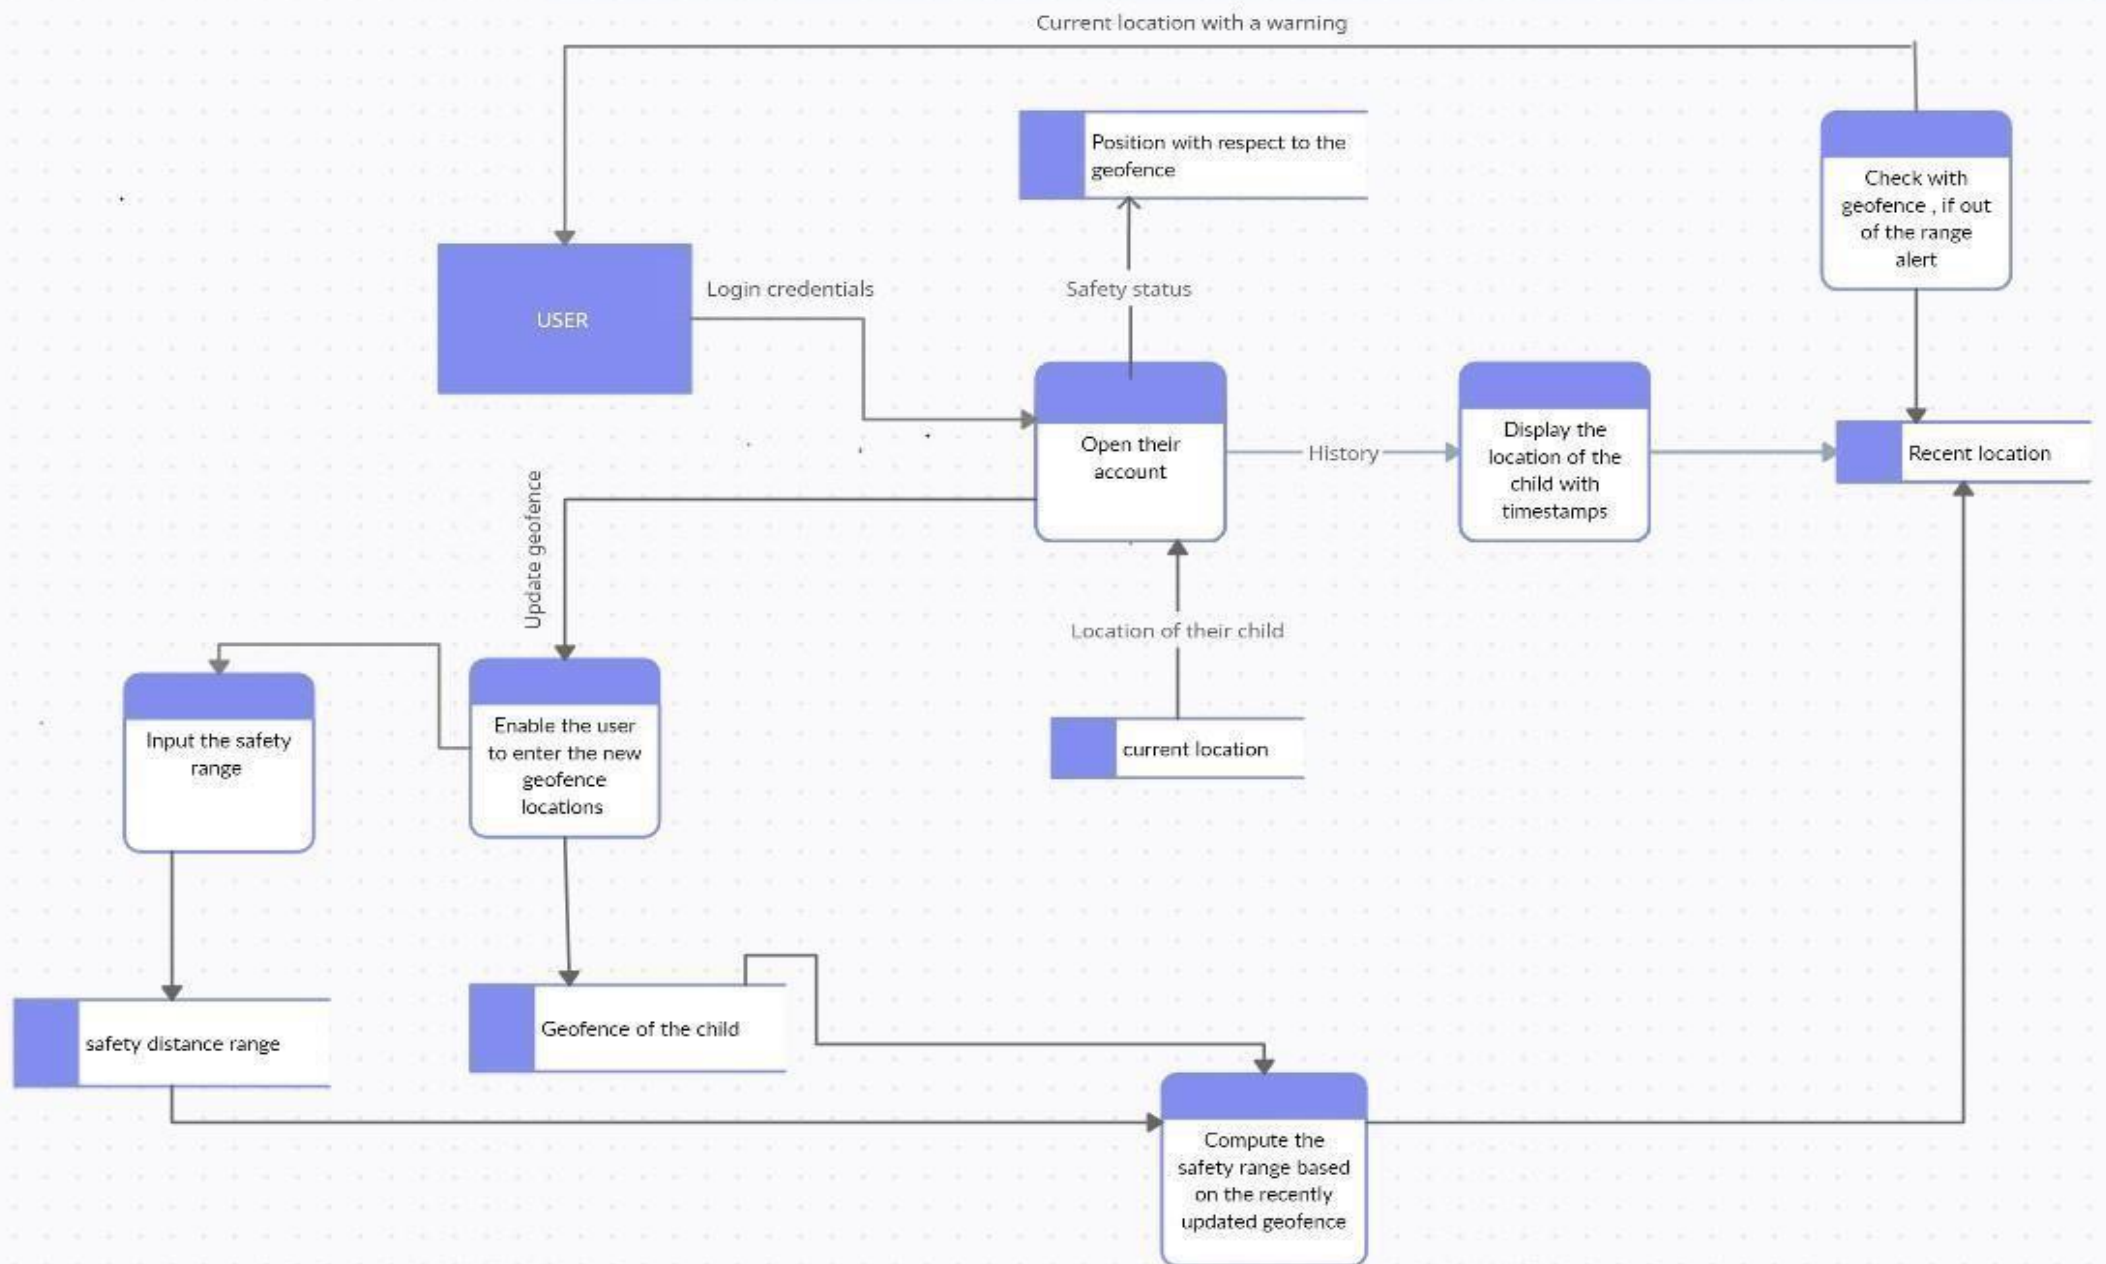 Current location with a warning
Position with respect to the
geofence
Check with
geofence , if out
of the range
alert
Login credentials
Safety status
USER
Open their
account
History
Display the
location of the
child with
timestamps
Recent location
Update geofence
Location of their child
Input the safety
range
Enable the user
to enter the new
geofence
locations
current location
safety distance range
Geofence of the child
Compute the
safety range based
on the recently
updated geofence